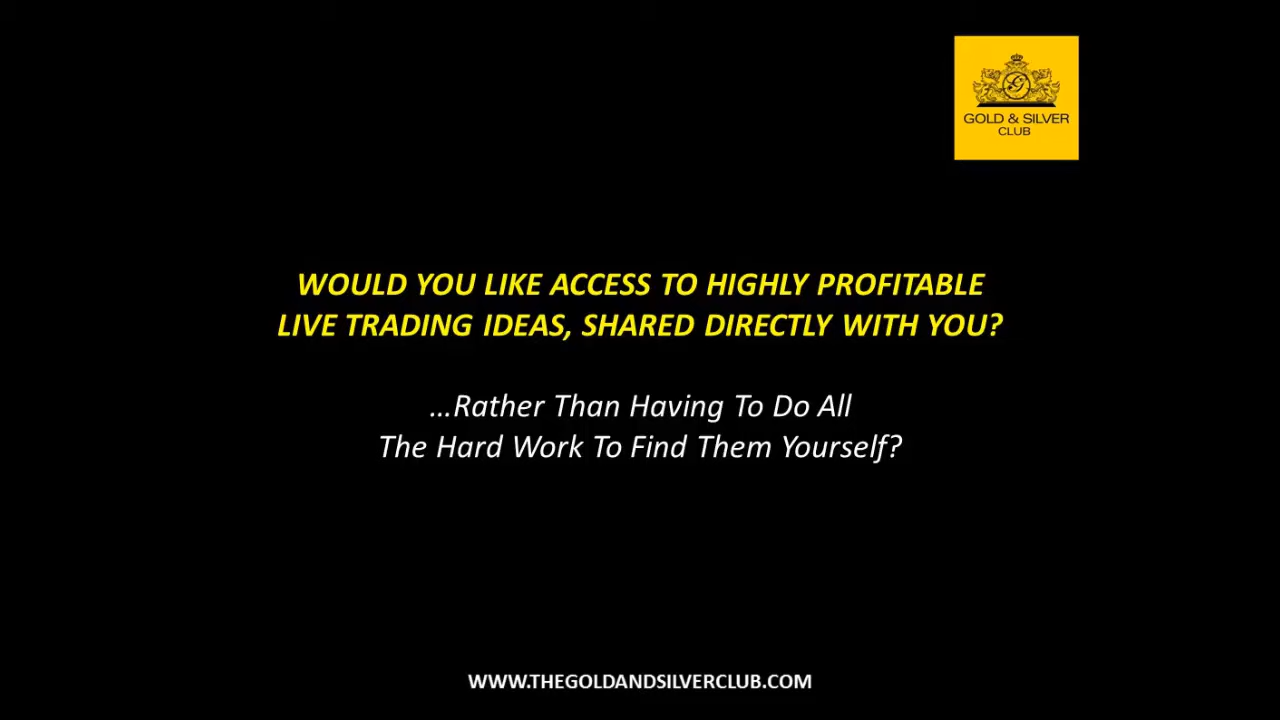 GOLD & SILVER
CLUB
WOULD YOU LIKE ACCESS TO HIGHLY PROFITABLE
LIVE TRADING IDEAS, SHARED DIRECTLY WITH YOU?
...Rather Than Having To Do All
The Hard Work To Find Them Yourself?
WWW.THEGOLDANDSILVERCLUB.COM